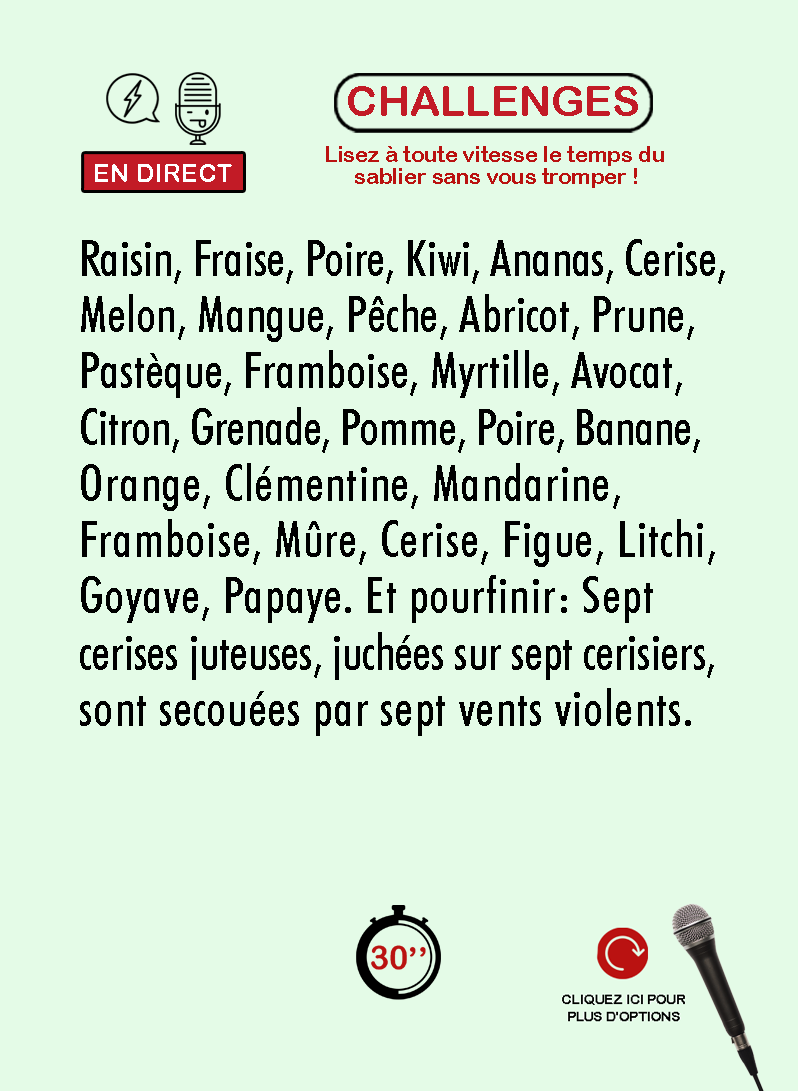 EN DIRECT
CHALLENGES
Lisez à toute vitesse le temps du
sablier sans vous tromper !
Raisin, Fraise, Poire, Kiwi, Ananas, Cerise,
Melon, Mangue, Pêche, Abricot, Prune,
Pastèque, Framboise, Myrtille, Avocat,
Citron, Grenade, Pomme, Poire, Banane,
Orange, Clémentine, Mandarine,
Framboise, Mûre, Cerise, Figue, Litchi,
Goyave, Papaye. Et pourfinir: Sept
cerises juteuses, juchées sur sept cerisiers,
sont secouées par sept vents violents.
30’’
CLIQUEZ ICI POUR
PLUS D'OPTIONS